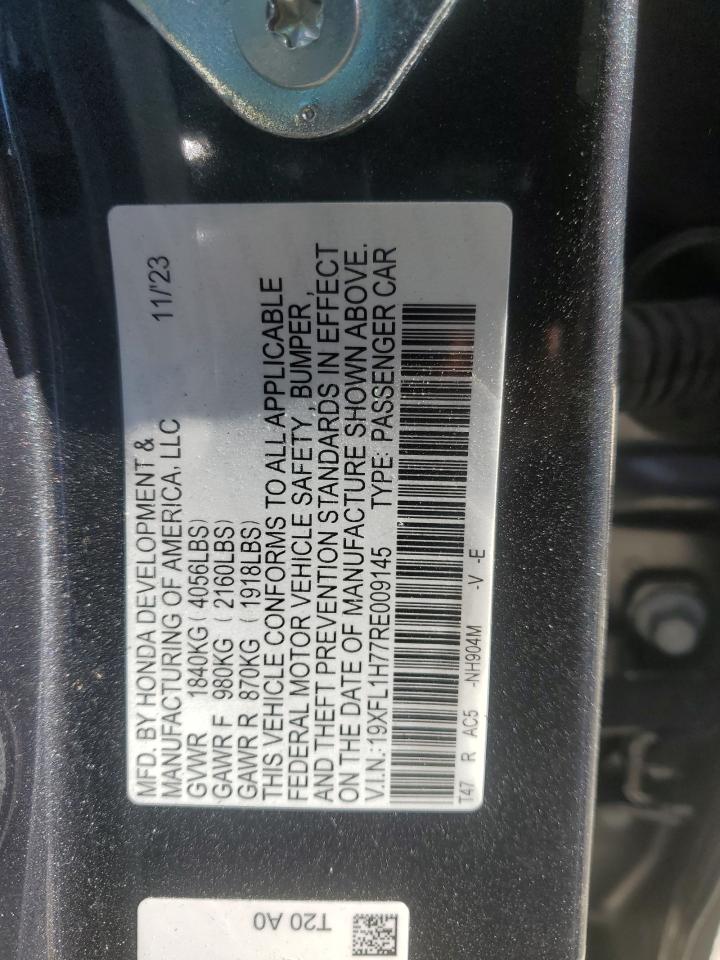 MFD. BY HONDA DEVELOPMENT & 11/'23
MANUFACTURING OF AMERICA, LLC
GVWR 1840KG (4056LBS)
GAWR F 980KG (2160LBS)
GAWR R 870KG (1918LBS)
THIS VEHICLE CONFORMS TO ALL APPLICABLE
FEDERAL MOTOR VEHICLE SAFETY, BUMPER,
AND THEFT PREVENTION STANDARDS IN EFFECT
ON THE DATE OF MANUFACTURE SHOWN ABOVE.
V.I.N.:19XFL1H77RE009145 TYPE: PASSENGER CAR
T47 R AC5 -NH904M -V -E
T20 A0